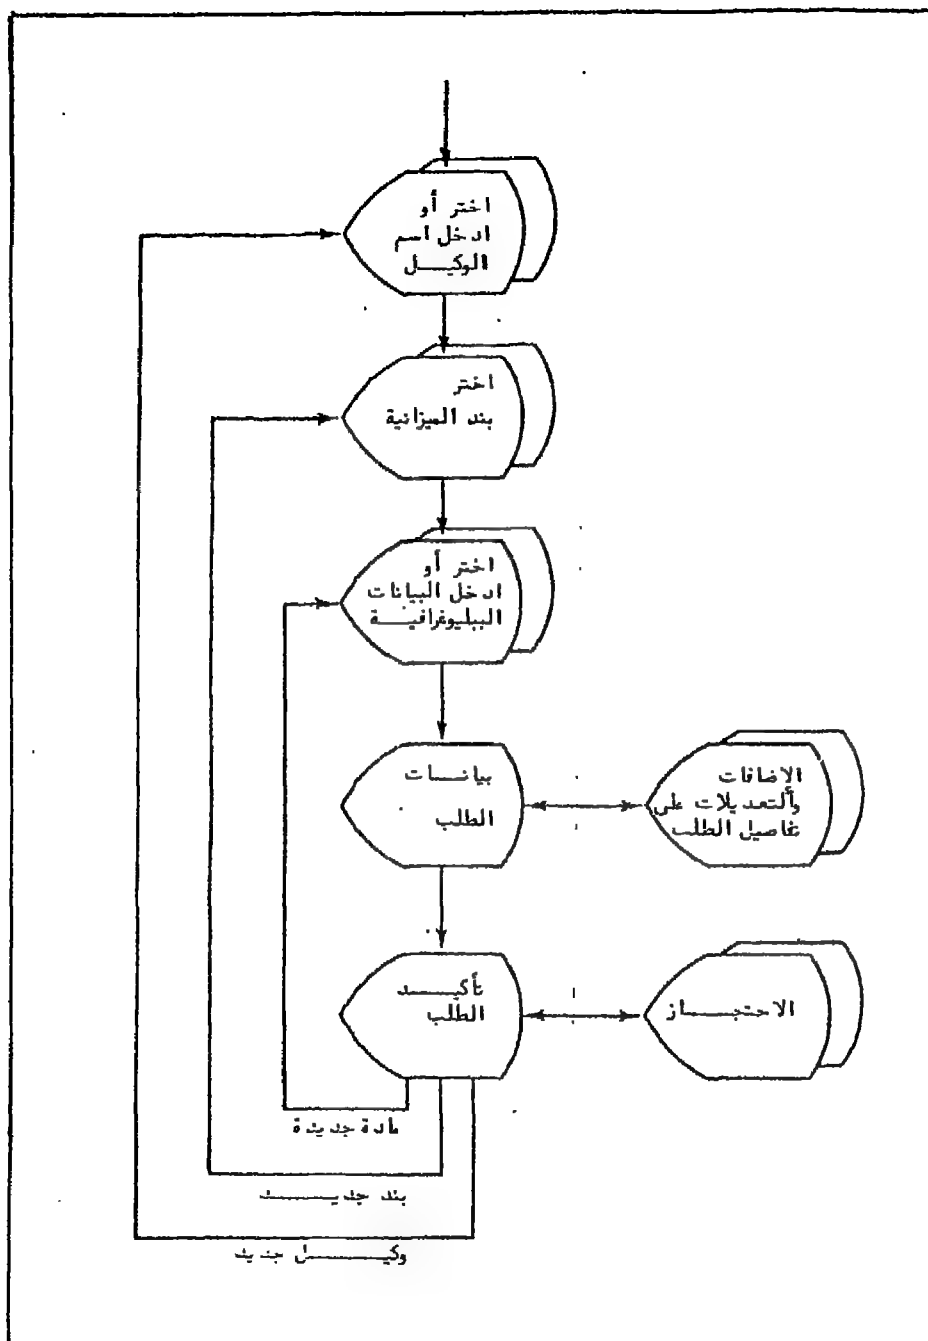 اختر أو
ادخل اسم
الوكيل
اختر
بند الميزانية
اختر أو
ادخل البيانات
الببليوغرافية
بيانات
الطلب
الإضافات
والتعديلات على
تفاصيل الطلب
تأكيد
الطلب
الاحتجاز
مادة جديدة
بند جديد
وكيل جديد